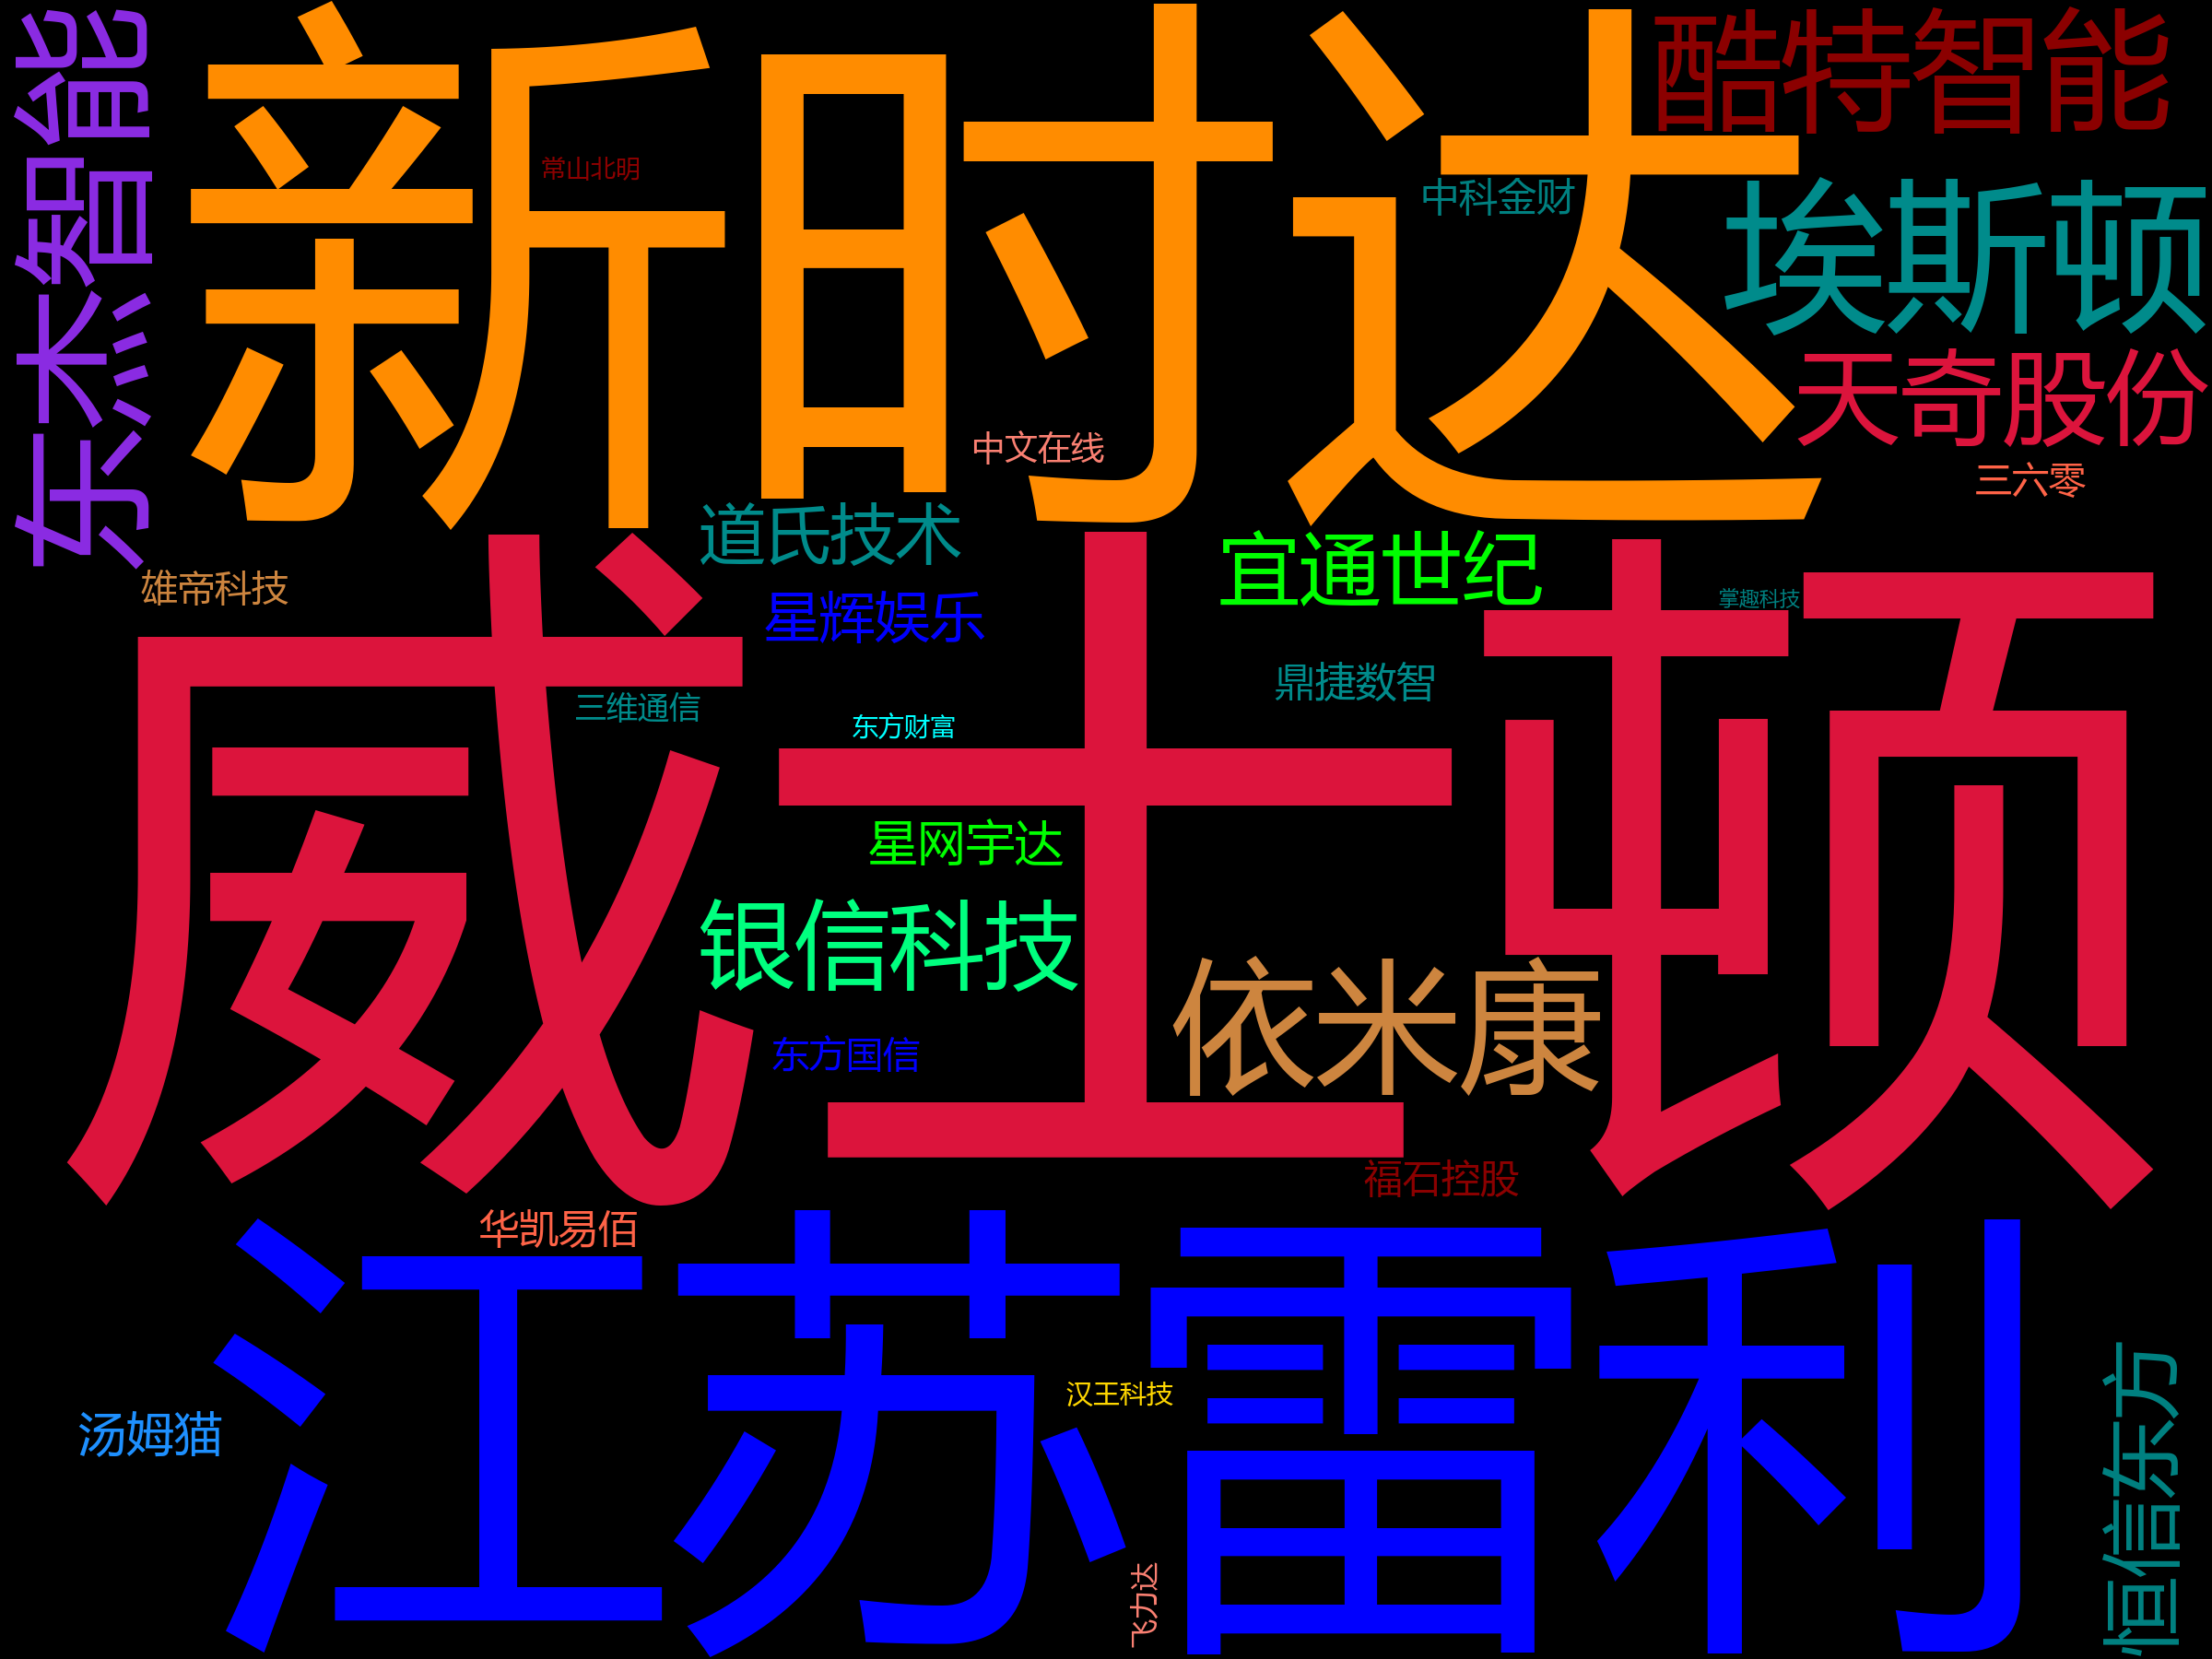 东杰智能
新时达
酷特智能
常山北明
中科金财
埃斯顿
天奇股份
中文在线
三六零
道氏技术
宜通世纪
雄帝科技
星辉娱乐
掌趣科技
鼎捷数智
三维通信
东方财富
威士顿
星网宇达
银信科技
依米康
东方国信
福石控股
华凯易佰
江苏雷利
汉王科技
汤姆猫
飞力达
恒信东方